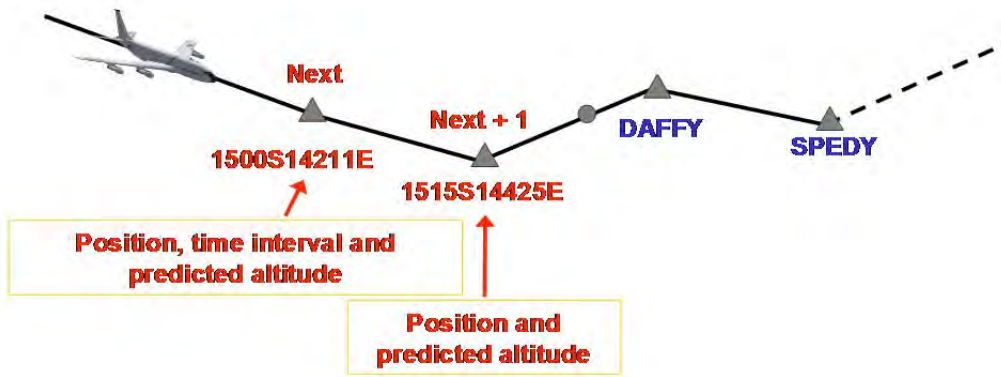 Next
Next + 1
DAFFY
SPEDY
1500S14211E
1515S14425E
Position, time interval and
predicted altitude
Position and
predicted altitude